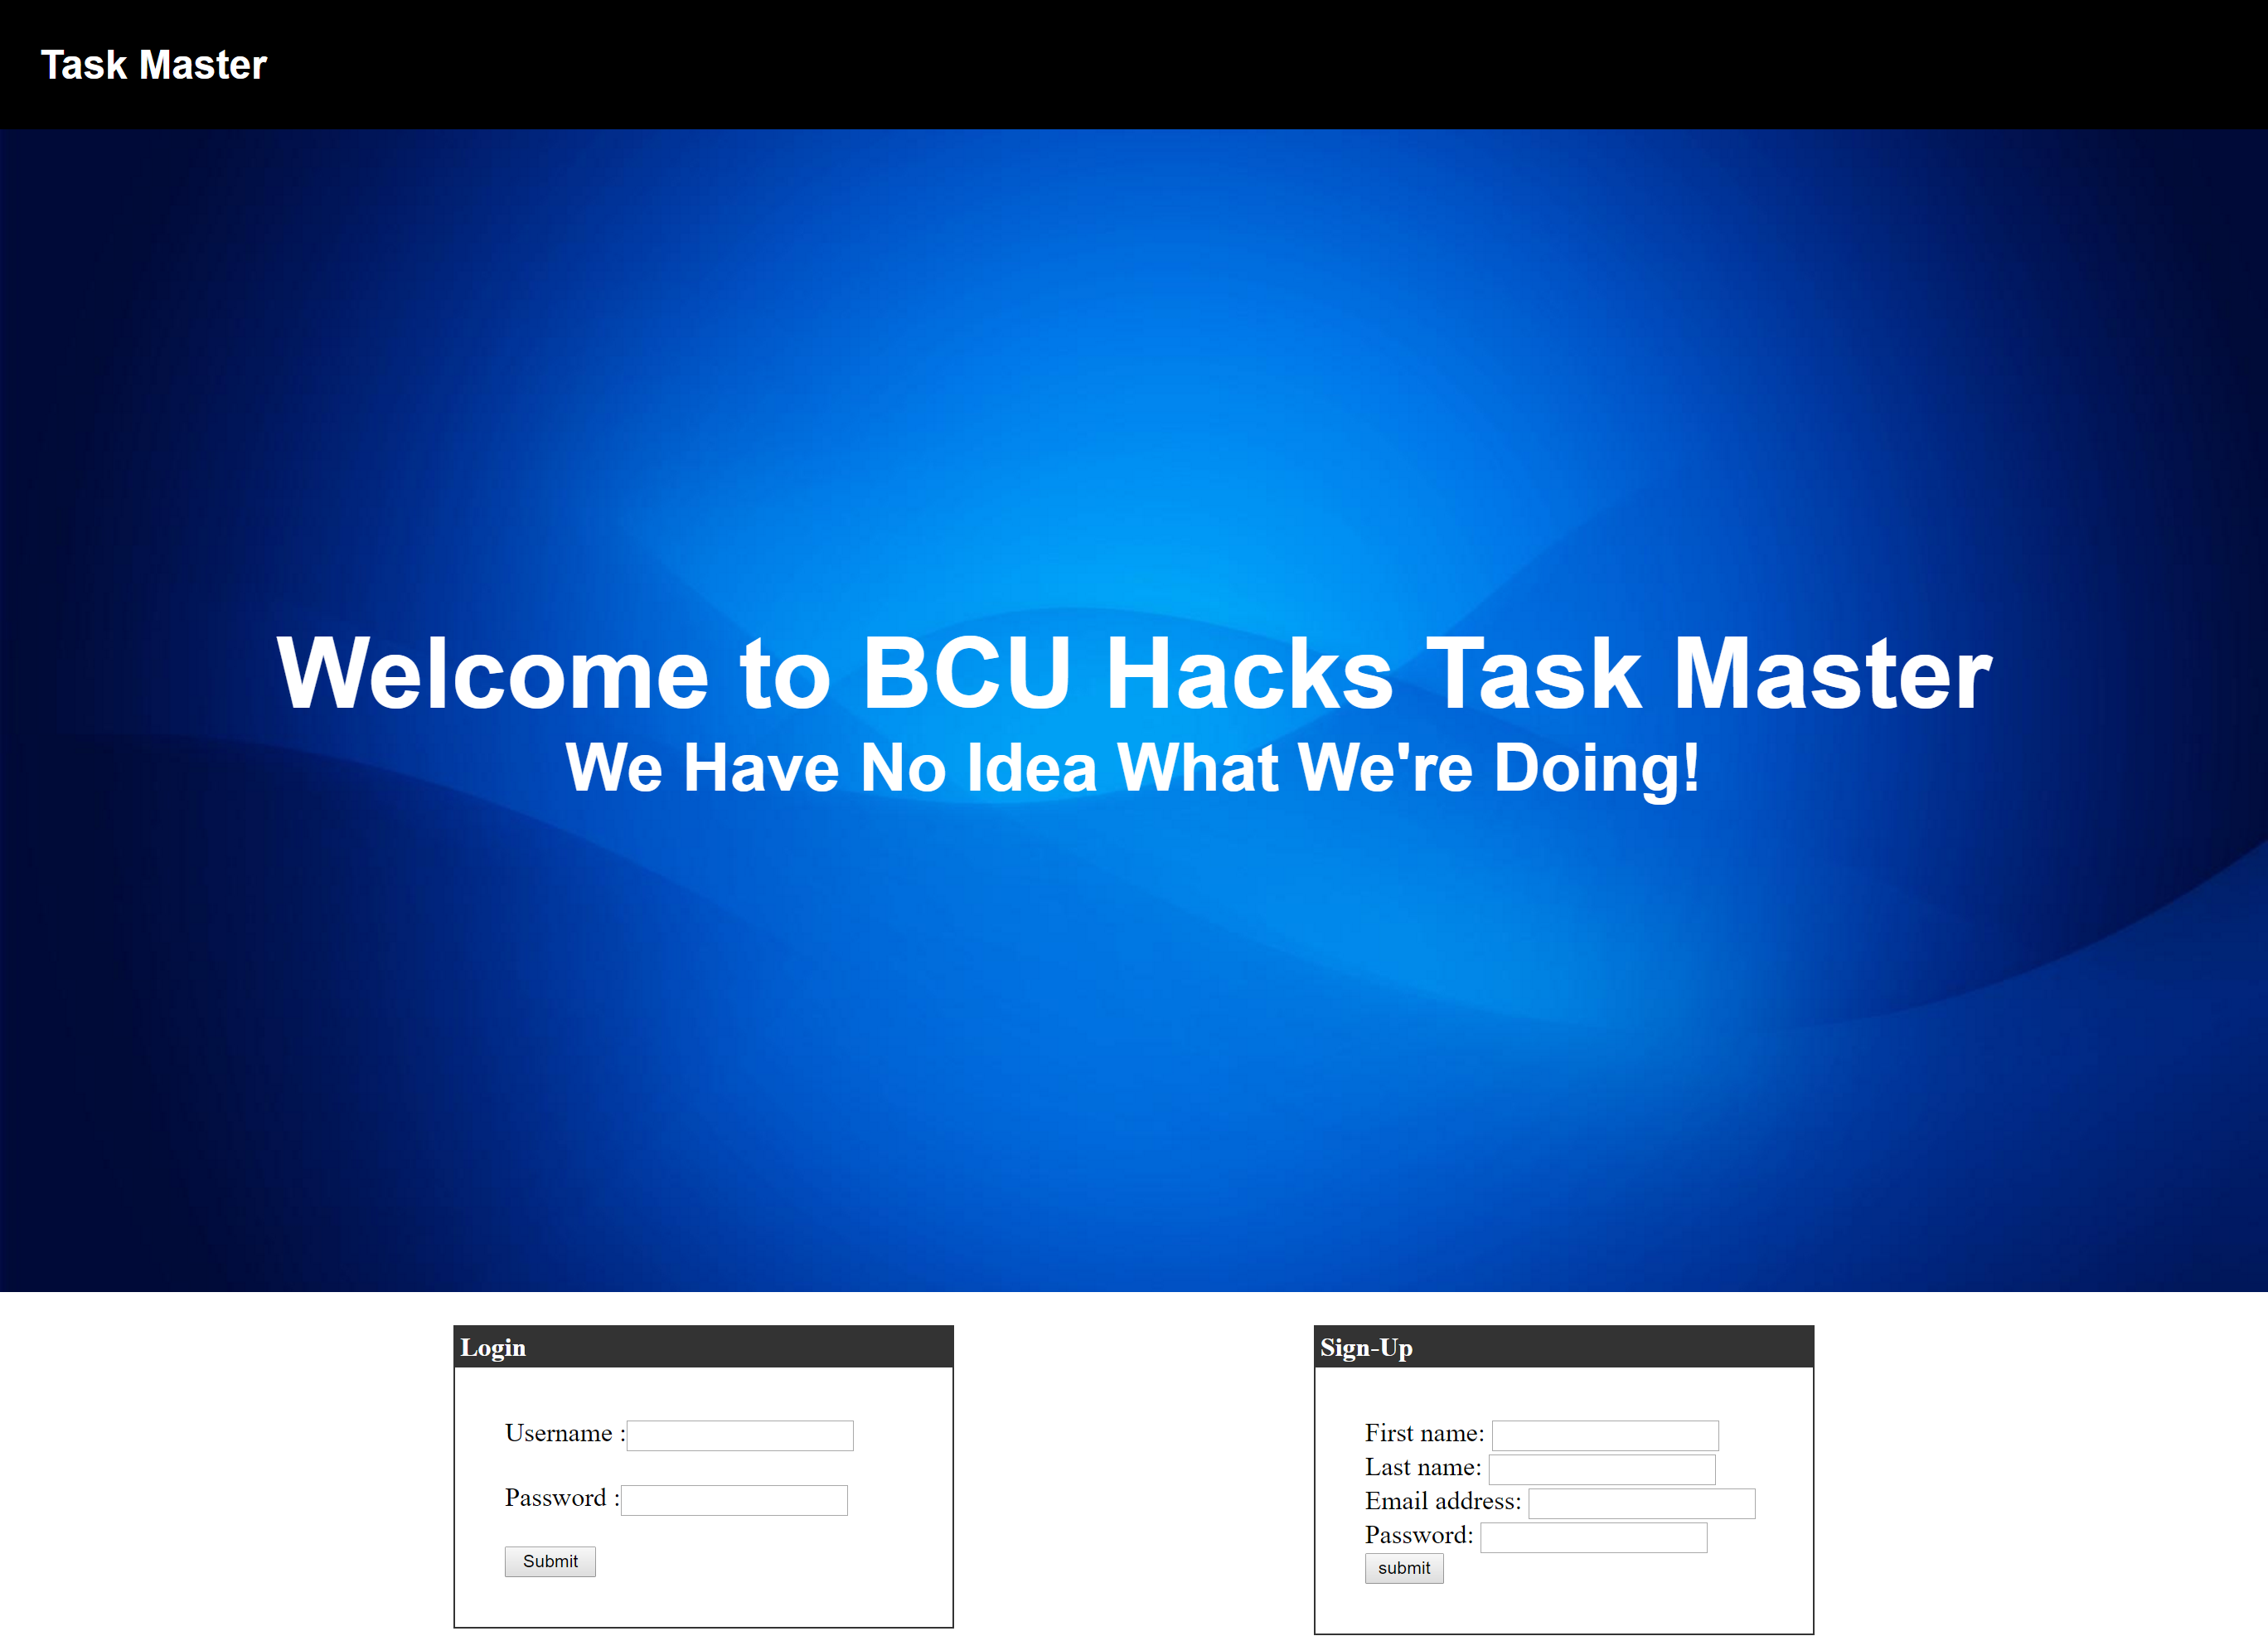 Task Master
Welcome to BCU Hacks Task Master
We Have No Idea What We're Doing!
Login
Username :
Password :
Submit
Sign-Up
First name:
Last name:
Email address:
Password:
submit